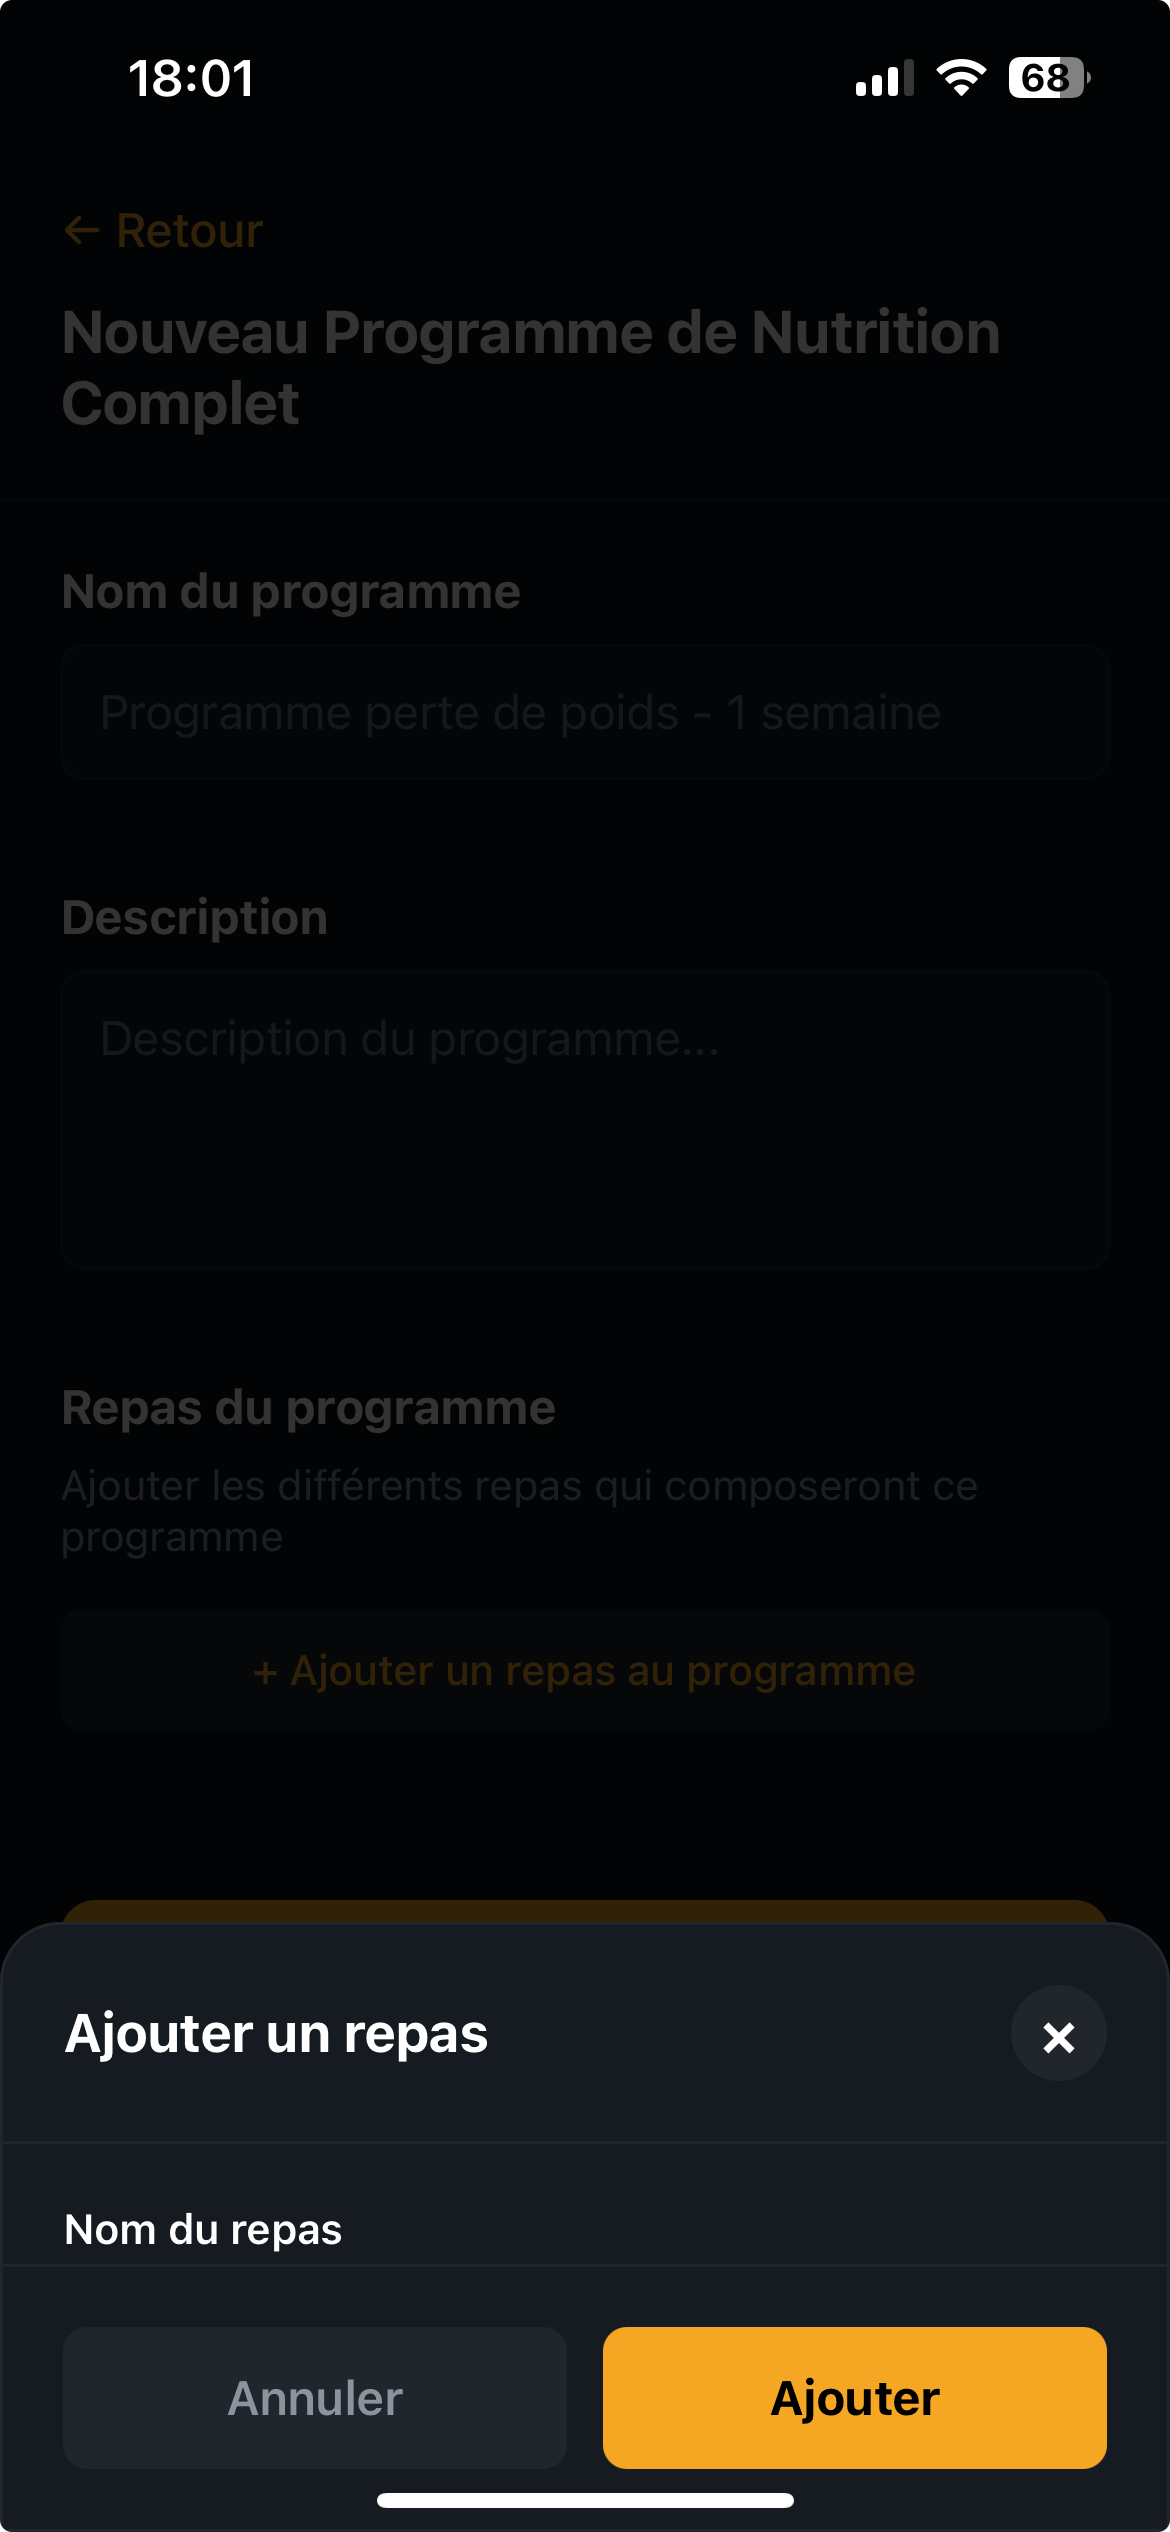 18:01
68
← Retour
Nouveau Programme de Nutrition
Complet
Nom du programme
Programme perte de poids - 1 semaine
Description
Description du programme...
Repas du programme
Ajouter les différents repas qui composeront ce
programme
+ Ajouter un repas au programme
Ajouter un repas
×
Nom du repas
Annuler
Ajouter